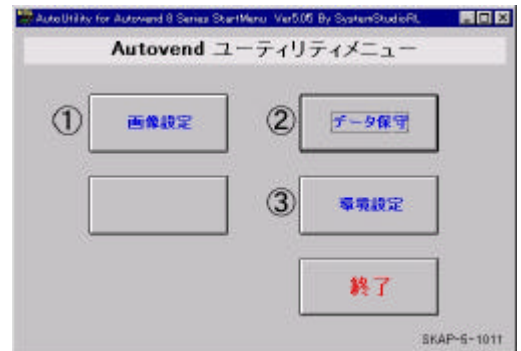 AutoUtility for Autovend 8 Series StartMenu Ver5.05 By SystemStudioRL
Autovend ユーティリティメニュー
① 画像設定 ② データ保守
③ 環境設定
終了
SKAP-5-1011